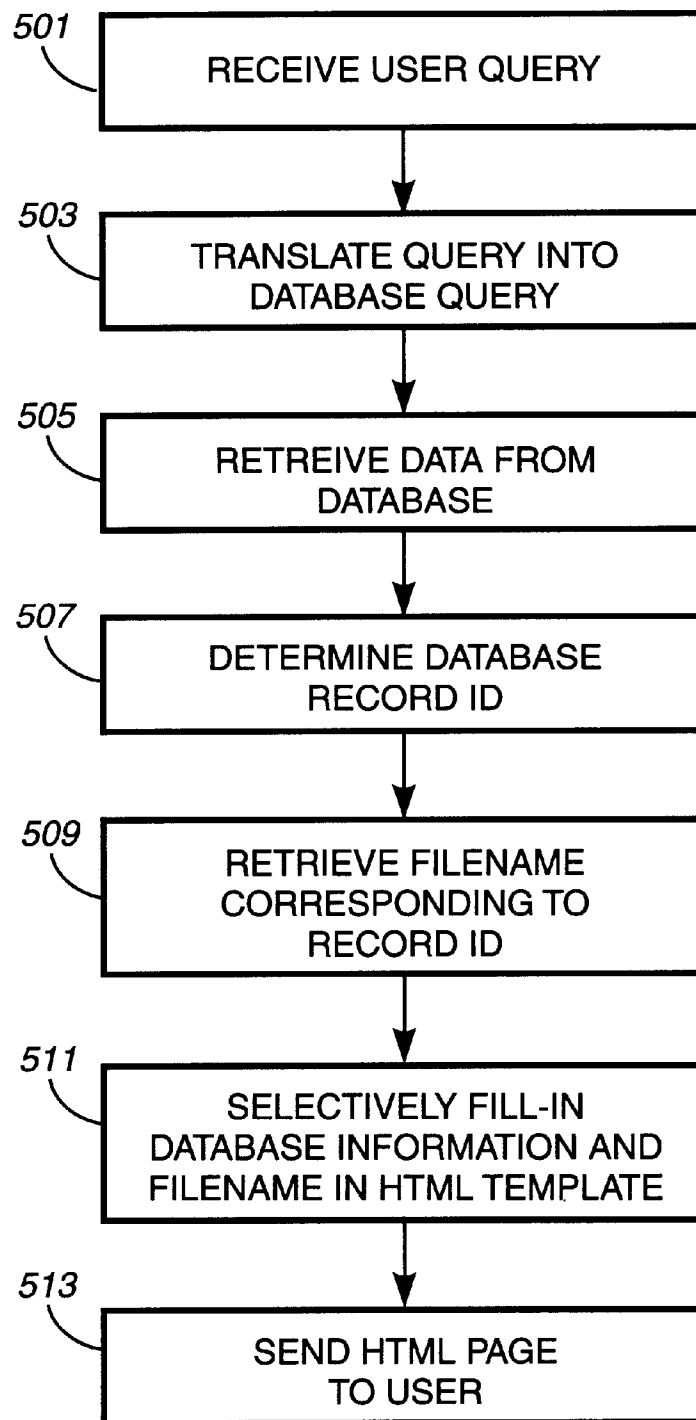 501
RECEIVE USER QUERY
503
TRANSLATE QUERY INTO
DATABASE QUERY
505
RETREIVE DATA FROM
DATABASE
507
DETERMINE DATABASE
RECORD ID
509
RETRIEVE FILENAME
CORRESPONDING TO
RECORD ID
511
SELECTIVELY FILL-IN
DATABASE INFORMATION AND
FILENAME IN HTML TEMPLATE
513
SEND HTML PAGE
TO USER